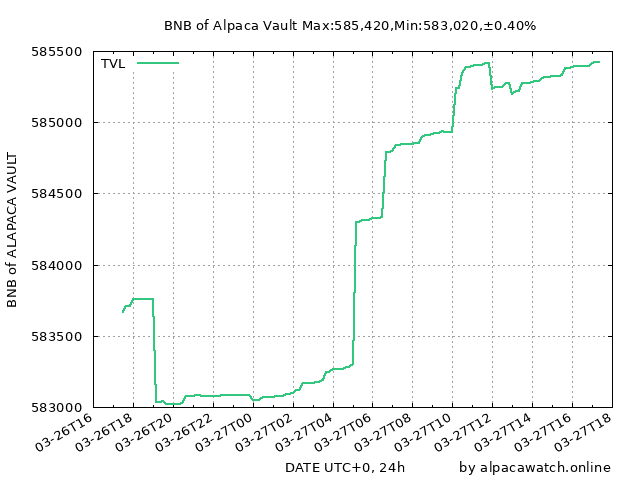 BNB of Alpaca Vault Max:585,420,Min:583,020,±0.40%
TVL
585500
585000
584500
584000
583500
583000
BNB of ALAPACA VAULT
03-26T16
03-26T18
03-26T20
03-26T22
03-27T00
03-27T02
03-27T04
03-27T06
03-27T08
03-27T10
03-27T12
03-27T14
03-27T16
03-27T18
DATE UTC+0, 24h
by alpacawatch.online